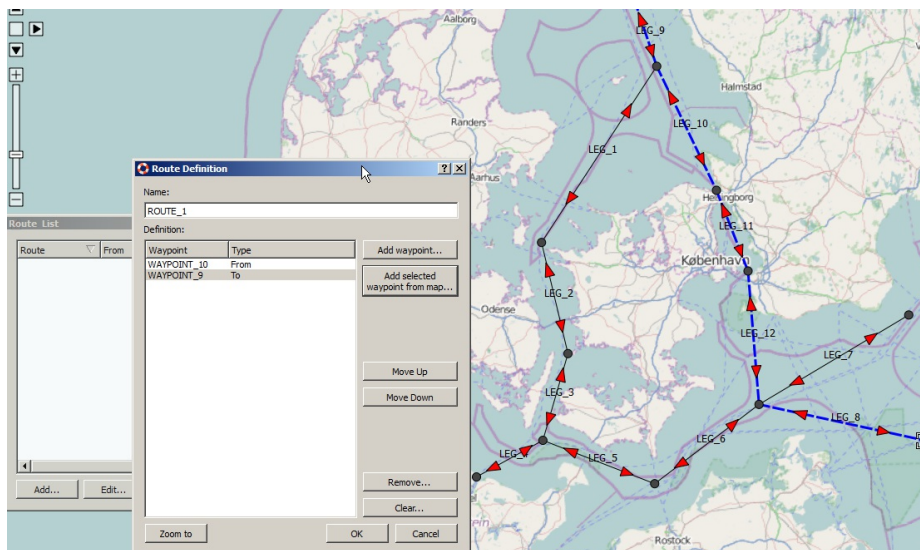 Aalborg
LEG_9
Halmstad
Randers
LEG_10
LEG_1
Route Definition
Aarhus
Name:
ROUTE_1
Helsingborg
Route List
LEG_11
Definition:
Route
From
Waypoint
Type
Add waypoint...
WAYPOINT_10
From
København
WAYPOINT_9
To
Add selected
waypoint from map...
LEG_2
Odense
LEG_12
LEG_7
Move Up
LEG_3
Move Down
LEG_8
LEG_6
LEG_5
Remove...
Add...
Edit...
Clear...
Zoom to
OK
Cancel
Rostock